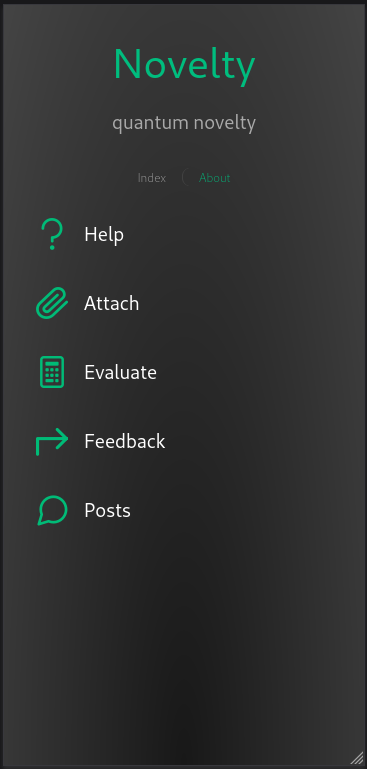 Novelty
quantum novelty
Index ( About
Help
Attach
Evaluate
Feedback
Posts